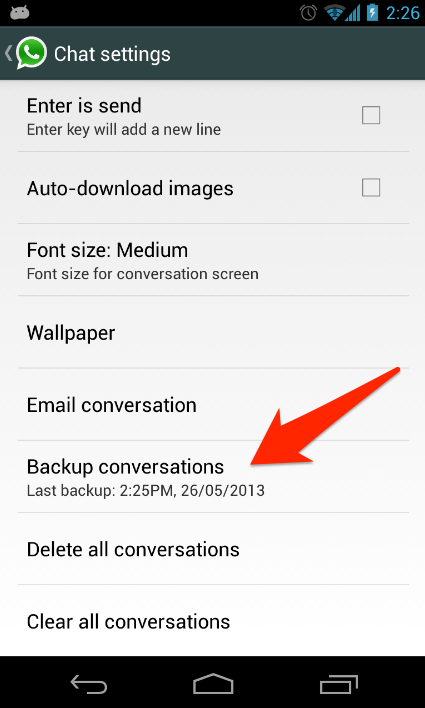 2:26
Chat settings
Enter is send
Enter key will add a new line
Auto-download images
Font size: Medium
Font size for conversation screen
Wallpaper
Email conversation
Backup conversations
Last backup: 2:25PM, 26/05/2013
Delete all conversations
Clear all conversations